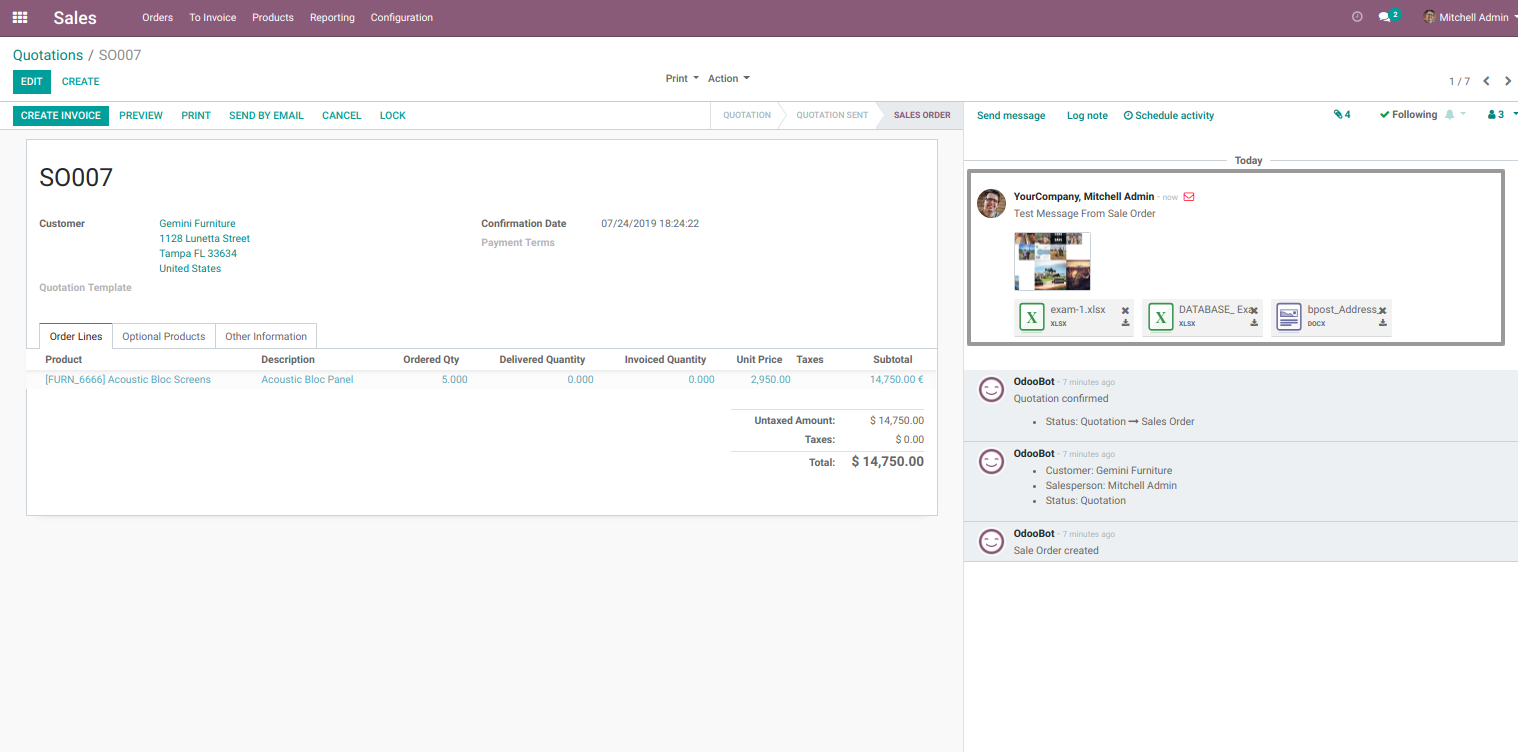 Sales Orders To Invoice Products Reporting Configuration 2 Mitchell Admin
Quotations / SO007
EDIT CREATE Print Action 1 / 7
CREATE INVOICE PREVIEW PRINT SEND BY EMAIL CANCEL LOCK QUOTATION QUOTATION SENT SALES ORDER
SO007
Customer Gemini Furniture Confirmation Date 07/24/2019 18:24:22
1128 Lunetta Street Payment Terms
Tampa FL 33634
United States
Quotation Template
Order Lines Optional Products Other Information
Product Description Ordered Qty Delivered Quantity Invoiced Quantity Unit Price Taxes Subtotal
[FURN_6666] Acoustic Bloc Screens Acoustic Bloc Panel 5.000 0.000 0.000 2,950.00 14,750.00 €
Untaxed Amount: $ 14,750.00
Taxes: $ 0.00
Total: $ 14,750.00
Send message Log note Schedule activity 4 Following 3
Today
YourCompany, Mitchell Admin - now
Test Message From Sale Order
exam-1.xlsx DATABASE_ Exa bpost_Address_
XLSX XLSX DOCX
OdooBot - 7 minutes ago
Quotation confirmed
• Status: Quotation → Sales Order
OdooBot - 7 minutes ago
• Customer: Gemini Furniture
• Salesperson: Mitchell Admin
• Status: Quotation
OdooBot - 7 minutes ago
Sale Order created